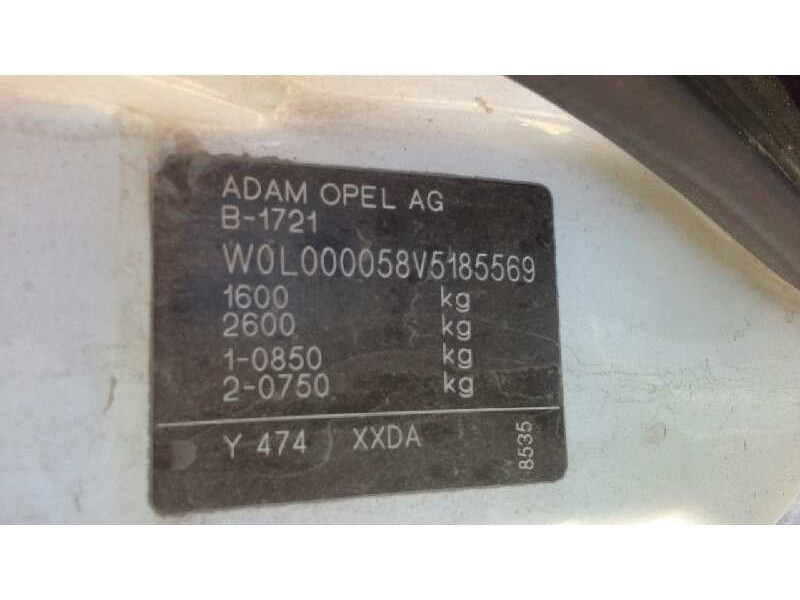 ADAM OPEL AG
B-1721
W0L000058V5185569
1600 kg
2600 kg
1-0850 kg
2-0750 kg
Y 474 XXDA 8535